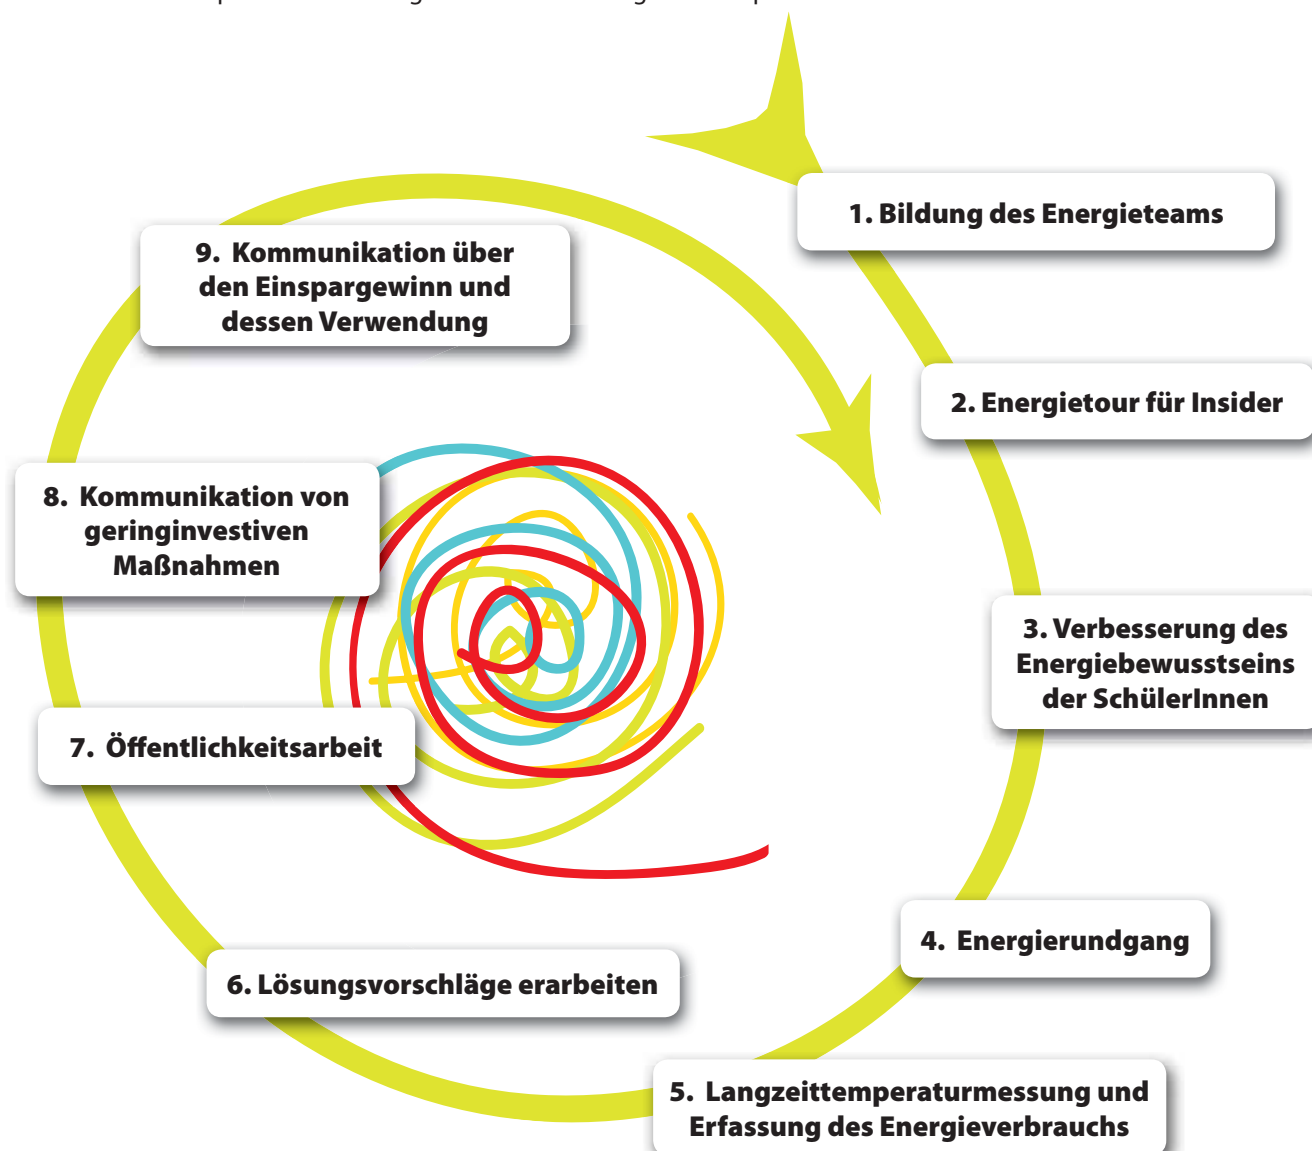 1. Bildung des Energieteams
2. Energietour für Insider
3. Verbesserung des
Energiebewusstseins
der SchülerInnen
4. Energierundgang
5. Langzeittemperaturmessung und
Erfassung des Energieverbrauchs
6. Lösungsvorschläge erarbeiten
7. Öffentlichkeitsarbeit
8. Kommunikation von
geringinvestiven
Maßnahmen
9. Kommunikation über
den Einspargewinn und
dessen Verwendung